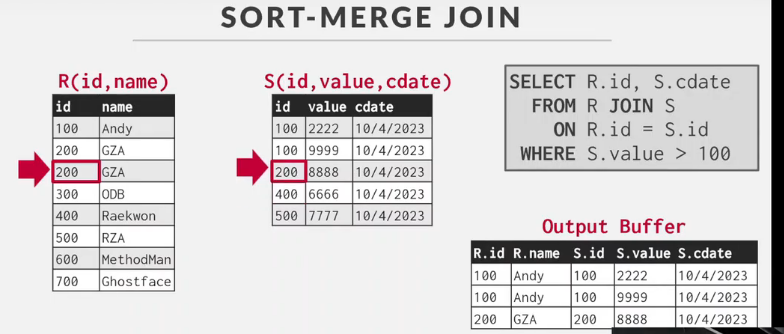 SORT-MERGE JOIN
R(id,name)
id name
100 Andy
200 GZA
200 GZA
300 ODB
400 Raekwon
500 RZA
600 MethodMan
700 Ghostface
S(id,value,cdate)
id value cdate
100 2222 10/4/2023
100 9999 10/4/2023
200 8888 10/4/2023
400 6666 10/4/2023
500 7777 10/4/2023
SELECT R.id, S.cdate
FROM R JOIN S
ON R.id = S.id
WHERE S.value > 100
Output Buffer
R.id R.name S.id S.value S.cdate
100 Andy 100 2222 10/4/2023
100 Andy 100 9999 10/4/2023
200 GZA 200 8888 10/4/2023